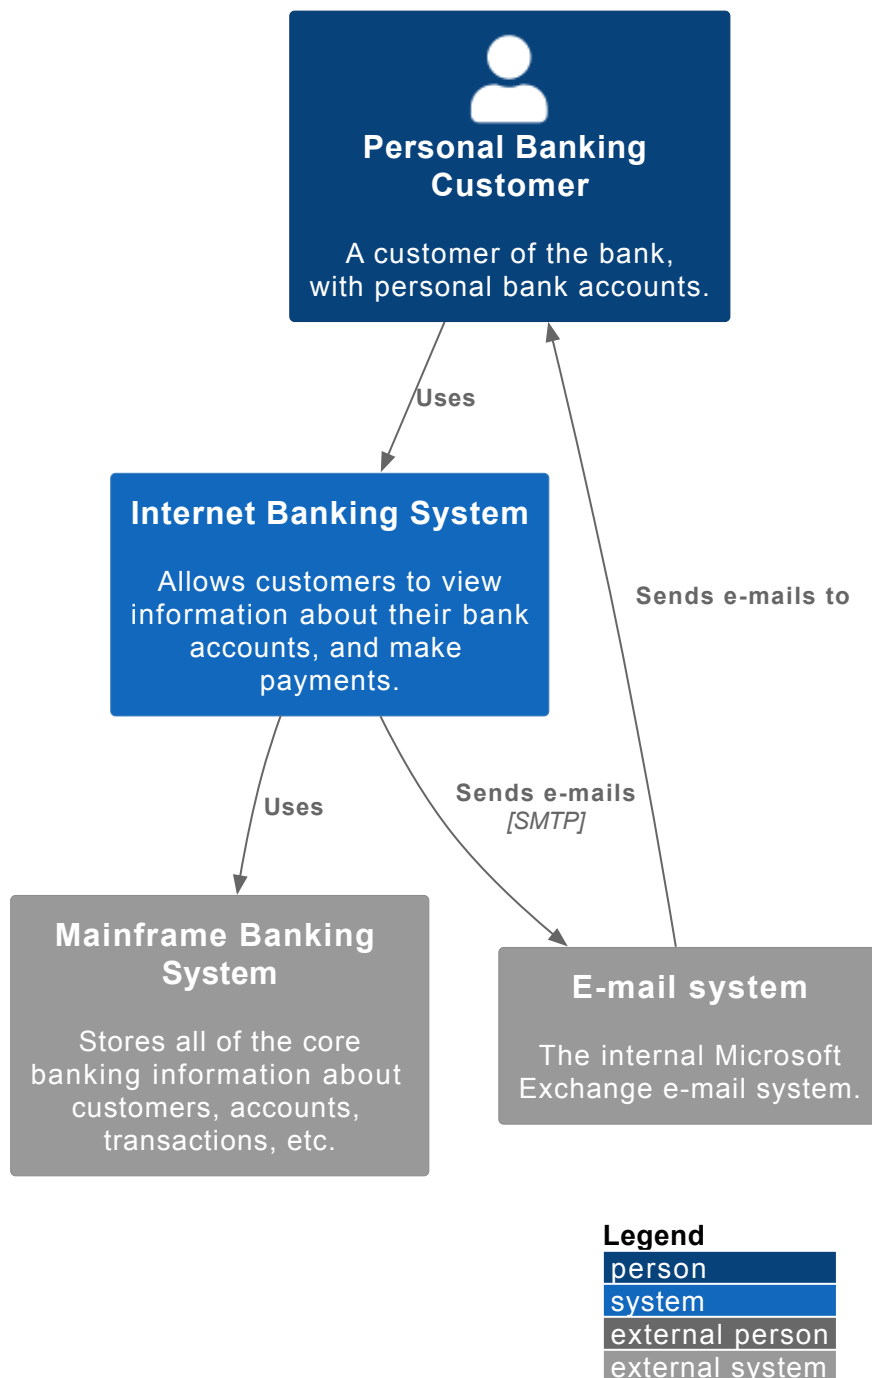 Personal Banking
Customer
A customer of the bank,
with personal bank accounts.
Uses
Internet Banking System
Allows customers to view
information about their bank
accounts, and make
payments.
Sends e-mails to
Uses
Sends e-mails
[SMTP]
Mainframe Banking
System
Stores all of the core
banking information about
customers, accounts,
transactions, etc.
E-mail system
The internal Microsoft
Exchange e-mail system.
Legend
person
system
external person
external system